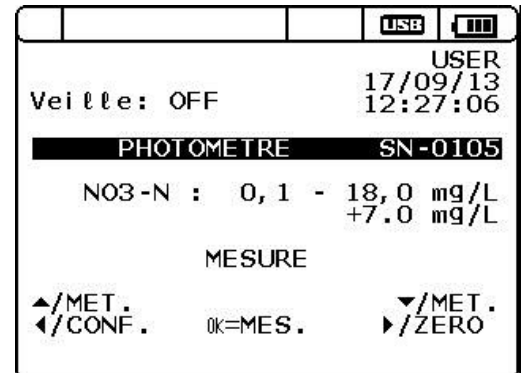 USB
USER
17/09/13
Veille: OFF 12:27:06
PHOTOMETRE SN-0105
NO3-N : 0,1 - 18,0 mg/L
+7.0 mg/L
MESURE
▲/MET. ▼/MET.
◀/CONF. OK=MES. ▶/ZERO